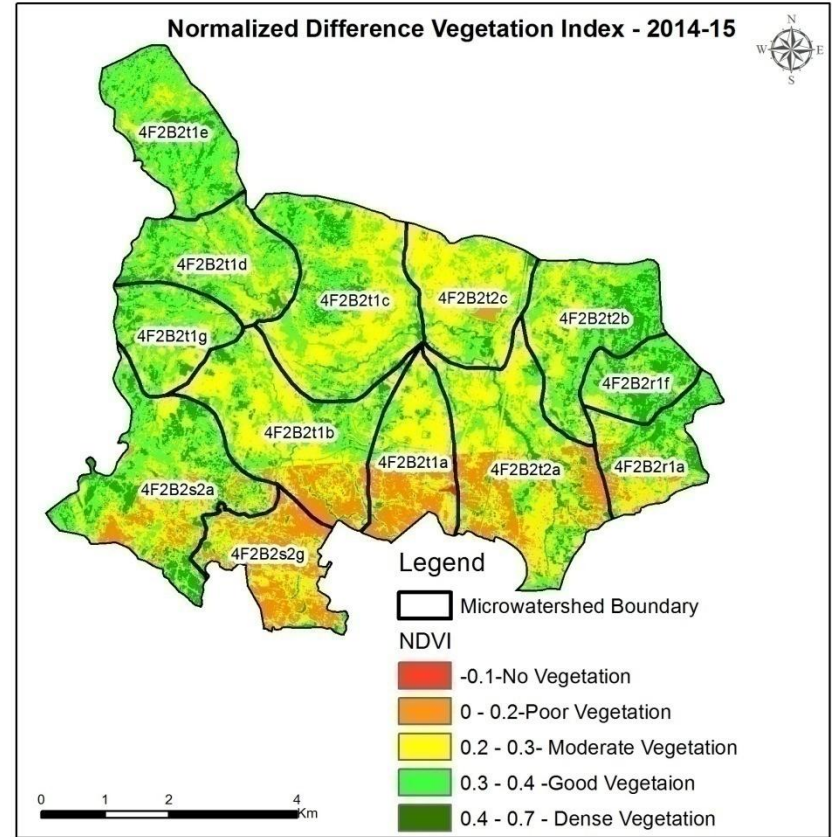 Normalized Difference Vegetation Index - 2014-15
N
W E
S
4F2B2t1e
4F2B2t1d
4F2B2t1c
4F2B2t2c
4F2B2t2b
4F2B2t1g
4F2B2r1f
4F2B2t1b
4F2B2t1a
4F2B2t2a
4F2B2r1a
4F2B2s2a
4F2B2s2g
Legend
Microwatershed Boundary
NDVI
-0.1-No Vegetation
0 - 0.2-Poor Vegetation
0.2 - 0.3- Moderate Vegetation
0.3 - 0.4 -Good Vegetaion
0.4 - 0.7 - Dense Vegetation
0 1 2 4
Km